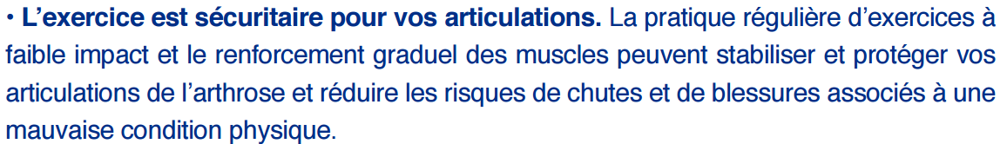 • L’exercice est sécuritaire pour vos articulations. La pratique régulière d’exercices à
faible impact et le renforcement graduel des muscles peuvent stabiliser et protéger vos
articulations de l’arthrose et réduire les risques de chutes et de blessures associés à une
mauvaise condition physique.